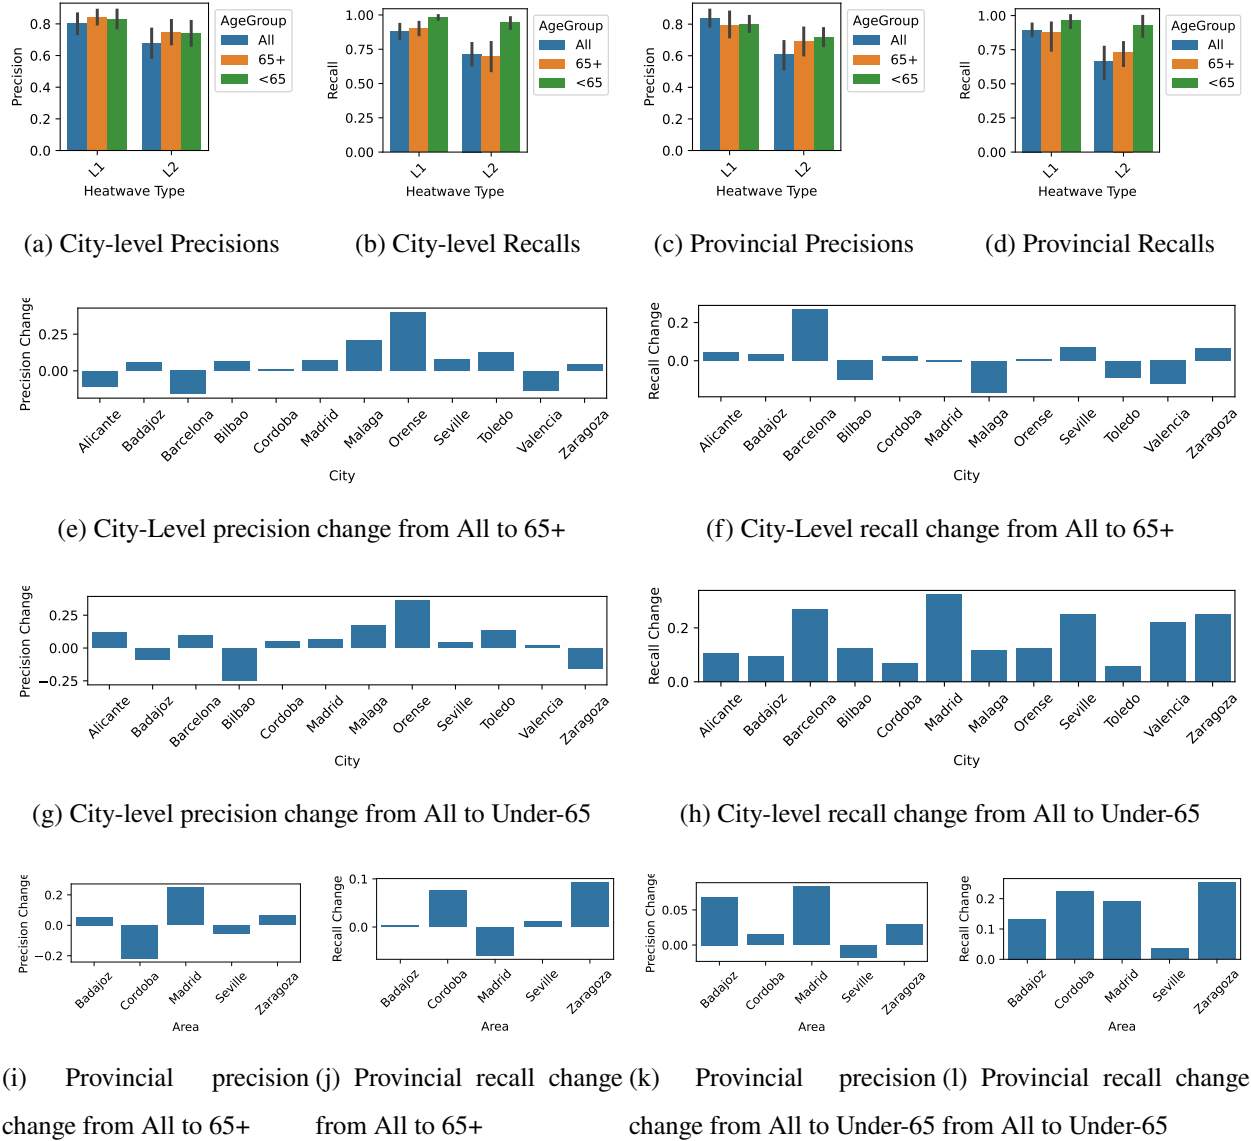 0.8
0.6
0.4
0.2
0.0
Precision
L1
L2
Heatwave Type
AgeGroup
All
65+
<65
1.00
0.75
0.50
0.25
0.00
Recall
L1
L2
Heatwave Type
AgeGroup
All
65+
<65
0.8
0.6
0.4
0.2
0.0
Precision
L1
L2
Heatwave Type
AgeGroup
All
65+
<65
1.00
0.75
0.50
0.25
0.00
Recall
L1
L2
Heatwave Type
AgeGroup
All
65+
<65
(a) City-level Precisions
(b) City-level Recalls
(c) Provincial Precisions
(d) Provincial Recalls
Precision Change
0.25
0.00
Alicante
Badajoz
Barcelona
Bilbao
Cordoba
Madrid
Malaga
Orense
Seville
Toledo
Valencia
Zaragoza
City
Recall Change
0.2
0.0
Alicante
Badajoz
Barcelona
Bilbao
Cordoba
Madrid
Malaga
Orense
Seville
Toledo
Valencia
Zaragoza
City
(e) City-Level precision change from All to 65+
(f) City-Level recall change from All to 65+
Precision Change
0.25
0.00
−0.25
Alicante
Badajoz
Barcelona
Bilbao
Cordoba
Madrid
Malaga
Orense
Seville
Toledo
Valencia
Zaragoza
City
Recall Change
0.2
0.0
Alicante
Badajoz
Barcelona
Bilbao
Cordoba
Madrid
Malaga
Orense
Seville
Toledo
Valencia
Zaragoza
City
(g) City-level precision change from All to Under-65
(h) City-level recall change from All to Under-65
Precision Change
0.2
0.0
−0.2
Badajoz
Cordoba
Madrid
Seville
Zaragoza
Area
Recall Change
0.1
0.0
Badajoz
Cordoba
Madrid
Seville
Zaragoza
Area
Precision Change
0.05
0.00
Badajoz
Cordoba
Madrid
Seville
Zaragoza
Area
Recall Change
0.2
0.1
0.0
Badajoz
Cordoba
Madrid
Seville
Zaragoza
Area
(i) Provincial precision
change from All to 65+
(j) Provincial recall change
from All to 65+
(k) Provincial precision
change from All to Under-65
(l) Provincial recall change
from All to Under-65